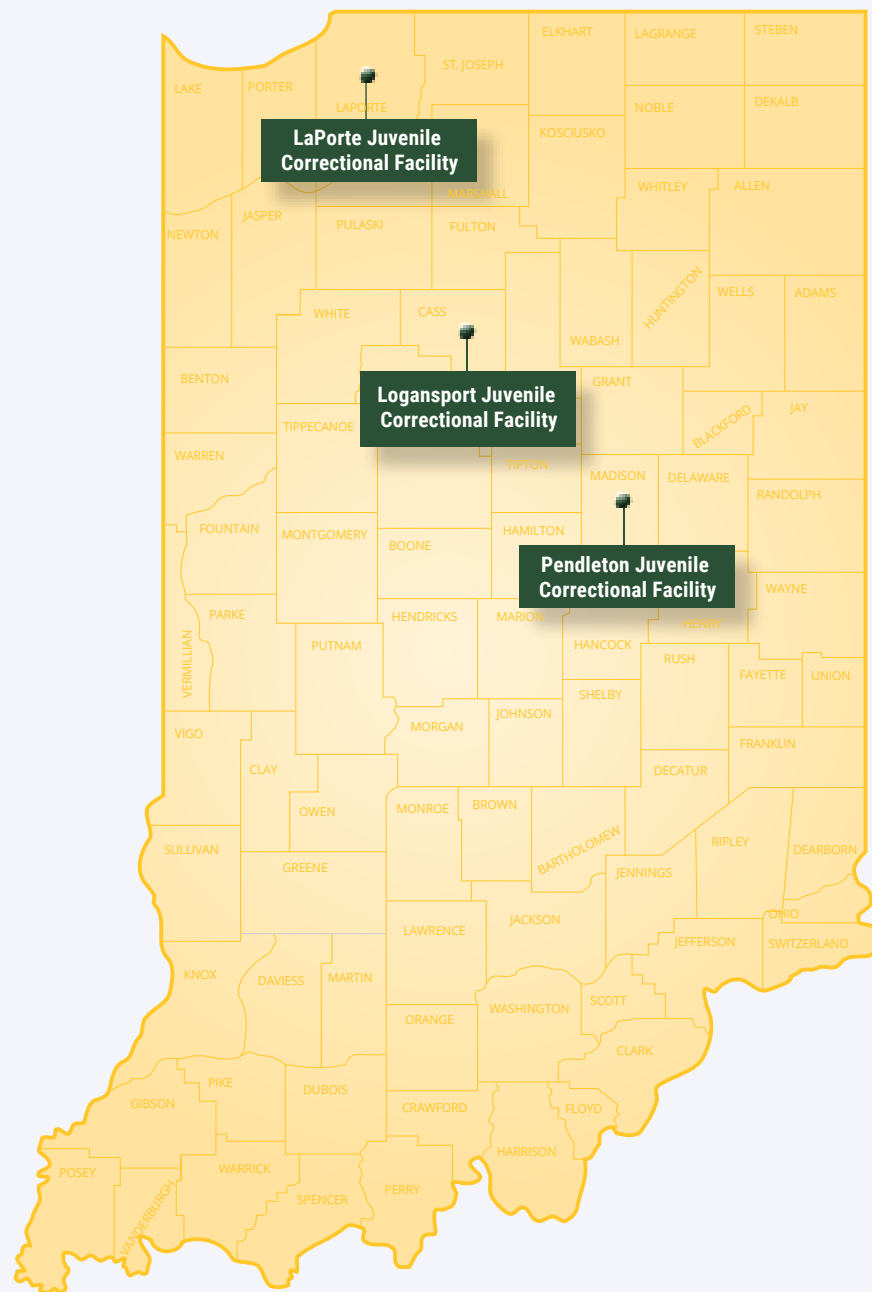 ELKHART
LAGRANGE
STEBEN
LAKE
PORTER
ST. JOSEPH
LAPORTE
NOBLE
DEKALB
LaPorte Juvenile
Correctional Facility
KOSCIUSKO
MARSHALL
WHITLEY
ALLEN
NEWTON
JASPER
PULASKI
FULTON
WHITE
CASS
WABASH
HUNTINGTON
WELLS
ADAMS
BENTON
GRANT
Logansport Juvenile
Correctional Facility
TIPPECANOE
BLACKFORD
JAY
WARREN
TIPTON
MADISON
DELAWARE
RANDOLPH
FOUNTAIN
MONTGOMERY
BOONE
HAMILTON
Pendleton Juvenile
Correctional Facility
WAYNE
PARKE
HENDRICKS
MARION
HENRY
VERMILLIAN
PUTNAM
HANCOCK
RUSH
FAYETTE
UNION
SHELBY
VIGO
MORGAN
JOHNSON
FRANKLIN
CLAY
DECATUR
OWEN
MONROE
BROWN
BARTHOLOMEW
RIPLEY
DEARBORN
SULLIVAN
GREENE
JENNINGS
LAWRENCE
JACKSON
OHIO
JEFFERSON
SWITZERLAND
KNOX
DAVIESS
MARTIN
WASHINGTON
SCOTT
ORANGE
CLARK
PIKE
DUBOIS
GIBSON
CRAWFORD
FLOYD
HARRISON
POSEY
VANDERBURGH
WARRICK
SPENCER
PERRY